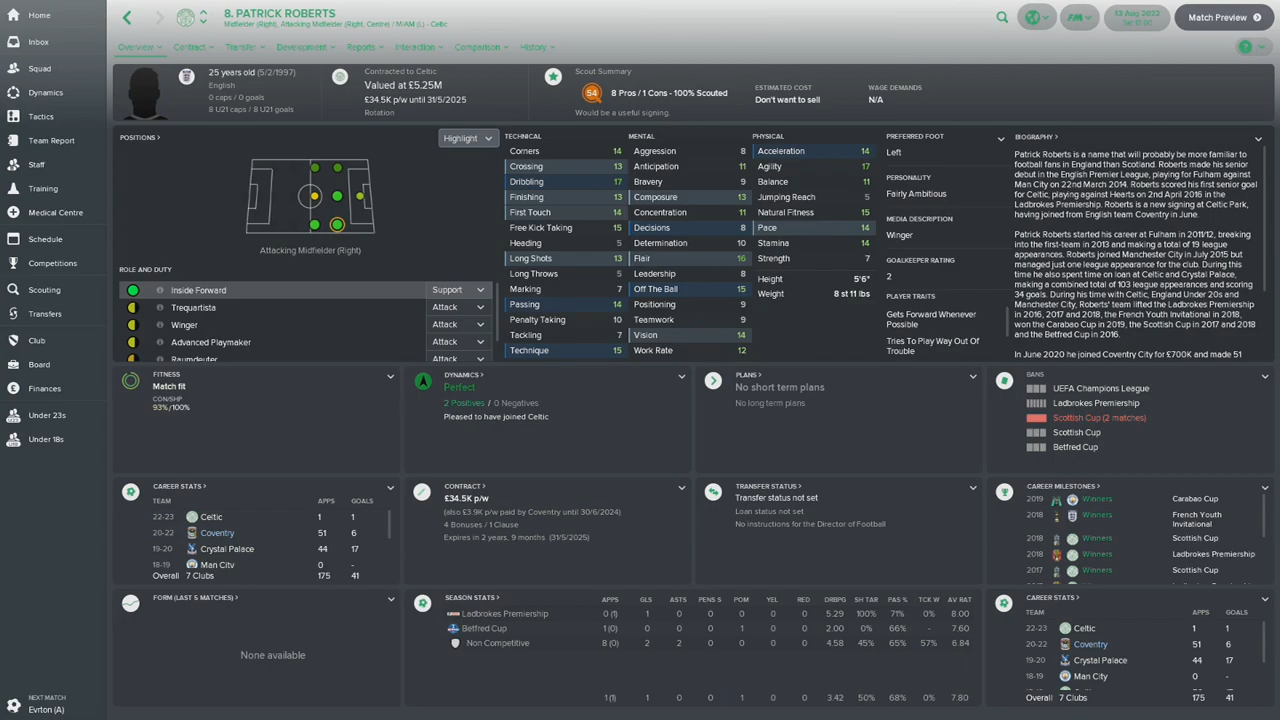 Home
Inbox
Squad
Dynamics
Tactics
Team Report
Staff
Training
Medical Centre
Schedule
Competitions
Scouting
Transfers
Club
Board
Finances
Under 23s
Under 18s
NEXT MATCH
Evrton (A)
8. PATRICK ROBERTS
Midfielder (Right), Attacking Midfielder (Right, Centre) / M/AM (L) - Celtic
FM
13 Aug 2022
Sat 12:00
Match Preview
Overview
Contract
Transfer
Development
Reports
Interaction
Comparison
History
?
25 years old (5/2/1997)
English
0 caps / 0 goals
8 U21 caps / 8 U21 goals
Contracted to Celtic
Valued at £5.25M
£34.5K p/w until 31/5/2025
Rotation
Scout Summary
54
8 Pros / 1 Cons - 100% Scouted
Would be a useful signing.
ESTIMATED COST
Don't want to sell
WAGE DEMANDS
N/A
POSITIONS >
Highlight
Attacking Midfielder (Right)
ROLE AND DUTY
Inside Forward Support
Trequartista Attack
Winger Attack
Advanced Playmaker Attack
Raumdeuter Attack
TECHNICAL
Corners 14
Crossing 13
Dribbling 17
Finishing 13
First Touch 14
Free Kick Taking 15
Heading 5
Long Shots 13
Long Throws 5
Marking 7
Passing 14
Penalty Taking 10
Tackling 7
Technique 15
MENTAL
Aggression 8
Anticipation 11
Bravery 9
Composure 13
Concentration 11
Decisions 8
Determination 10
Flair 16
Leadership 8
Off The Ball 15
Positioning 9
Teamwork 9
Vision 14
Work Rate 12
PHYSICAL
Acceleration 14
Agility 17
Balance 11
Jumping Reach 5
Natural Fitness 15
Pace 14
Stamina 14
Strength 7
Height 5'6"
Weight 8 st 11 lbs
PREFERRED FOOT
Left
PERSONALITY
Fairly Ambitious
MEDIA DESCRIPTION
Winger
GOALKEEPER RATING
2
PLAYER TRAITS
Gets Forward Whenever
Possible
Tries To Play Way Out Of
Trouble
BIOGRAPHY >
Patrick Roberts is a name that will probably be more familiar to
football fans in England than Scotland. Roberts made his senior
debut in the English Premier League, playing for Fulham against
Man City on 22nd March 2014. Roberts scored his first senior goal
for Celtic, playing against Hearts on 2nd April 2016 in the
Ladbrokes Premiership. Roberts is a new signing at Celtic Park,
having joined from English team Coventry in June.
Patrick Roberts started his career at Fulham in 2011/12, breaking
into the first-team in 2013 and making a total of 19 league
appearances. Roberts joined Manchester City in July 2015 but
managed just one league appearance for the club. During this
time he also spent time on loan at Celtic and Crystal Palace,
making a combined total of 103 league appearances and scoring
34 goals. During his time with Celtic, England Under 20s and
Manchester City, Roberts' team lifted the Ladbrokes Premiership
in 2016, 2017 and 2018, the French Youth Invitational in 2018,
won the Carabao Cup in 2019, the Scottish Cup in 2017 and 2018
and the Betfred Cup in 2016.
In June 2020 he joined Coventry City for £700K and made 51
FITNESS
Match fit
CON/SHP
93%/100%
DYNAMICS >
Perfect
2 Positives / 0 Negatives
Pleased to have joined Celtic
PLANS >
No short term plans
No long term plans
BANS
UEFA Champions League
Ladbrokes Premiership
Scottish Cup (2 matches)
Scottish Cup
Betfred Cup
CAREER STATS >
TEAM APPS GOALS
22-23 Celtic 1 1
20-22 Coventry 51 6
19-20 Crystal Palace 44 17
18-19 Man City 0 -
Overall 7 Clubs 175 41
CONTRACT >
£34.5K p/w
(also £3.9K p/w paid by Coventry until 30/6/2024)
4 Bonuses / 1 Clause
Expires in 2 years, 9 months (31/5/2025)
TRANSFER STATUS >
Transfer status not set
Loan status not set
No instructions for the Director of Football
CAREER MILESTONES >
2019 Winners Carabao Cup
2018 Winners French Youth
Invitational
2018 Winners Scottish Cup
2018 Winners Ladbrokes Premiership
2017 Winners Scottish Cup
FORM (LAST 5 MATCHES) >
None available
SEASON STATS > APPS GLS ASTS PENS S POM YEL RED DRBPG SH TAR PAS % TCK W AV RAT
Ladbrokes Premiership 0 (1) 1 0 0 0 0 0 5.29 100% 71% 0% 8.00
Betfred Cup 1 (0) 0 0 0 1 0 0 2.00 0% 66% - 7.60
Non Competitive 8 (0) 2 2 0 0 0 0 4.58 45% 65% 57% 6.84
1 (1) 1 0 0 1 0 0 3.42 50% 68% 0% 7.80
CAREER STATS >
TEAM APPS GOALS
22-23 Celtic 1 1
20-22 Coventry 51 6
19-20 Crystal Palace 44 17
18-19 Man City 0 -
Overall 7 Clubs 175 41